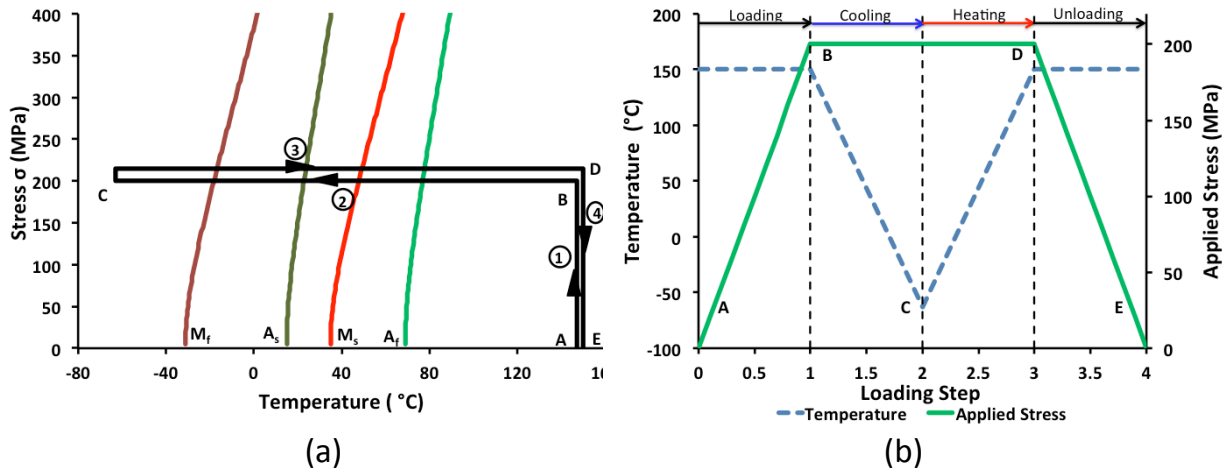 400
350
300
250
200
150
100
50
0
Stress σ (MPa)
-80
-40
0
40
80
120
16
Temperature ( °C)
C
3
2
1
4
D
B
A
E
Mf
As
Ms
Af
(a)
Loading
Cooling
Heating
Unloading
200
150
100
50
0
-50
-100
Temperature (°C)
200
150
100
50
0
Applied Stress (MPa)
0
0.5
1
1.5
2
2.5
3
3.5
4
Loading Step
A
B
C
D
E
Temperature
Applied Stress
(b)